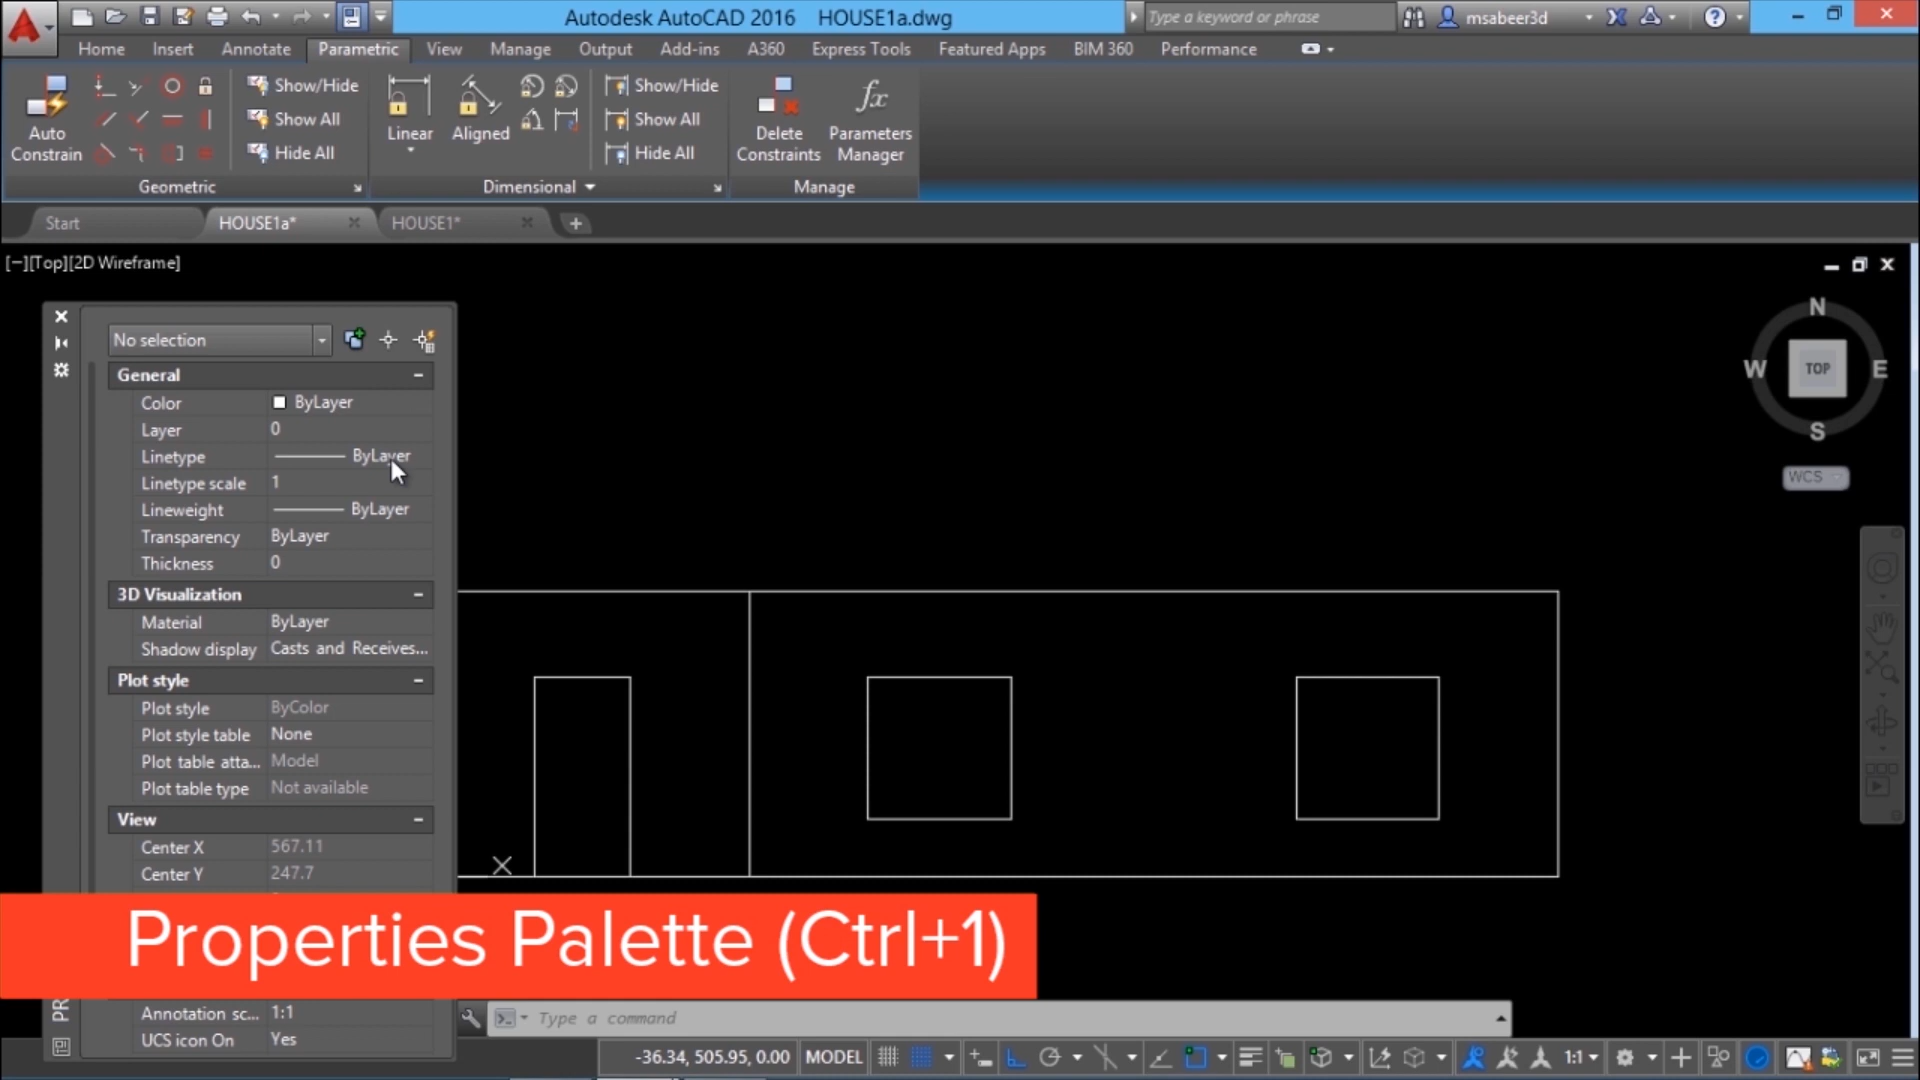 Autodesk AutoCAD 2016 HOUSE1a.dwg
Type a keyword or phrase
msabeer3d
Home Insert Annotate Parametric View Manage Output Add-ins A360 Express Tools Featured Apps BIM 360 Performance
Auto Constrain
Show/Hide
Show All
Hide All
Geometric
Linear
Aligned
Show/Hide
Show All
Hide All
Dimensional
Delete Constraints
Parameters Manager
fx
Manage
Start HOUSE1a* HOUSE1* +
[−][Top][2D Wireframe]
N
W TOP E
S
WCS
No selection
General
Color ByLayer
Layer 0
Linetype ByLayer
Linetype scale 1
Lineweight ByLayer
Transparency ByLayer
Thickness 0
3D Visualization
Material ByLayer
Shadow display Casts and Receives...
Plot style
Plot style ByColor
Plot style table None
Plot table atta... Model
Plot table type Not available
View
Center X 567.11
Center Y 247.7
Properties Palette (Ctrl+1)
PR
Annotation sc... 1:1
UCS icon On Yes
Type a command
-36.34, 505.95, 0.00 MODEL 1:1